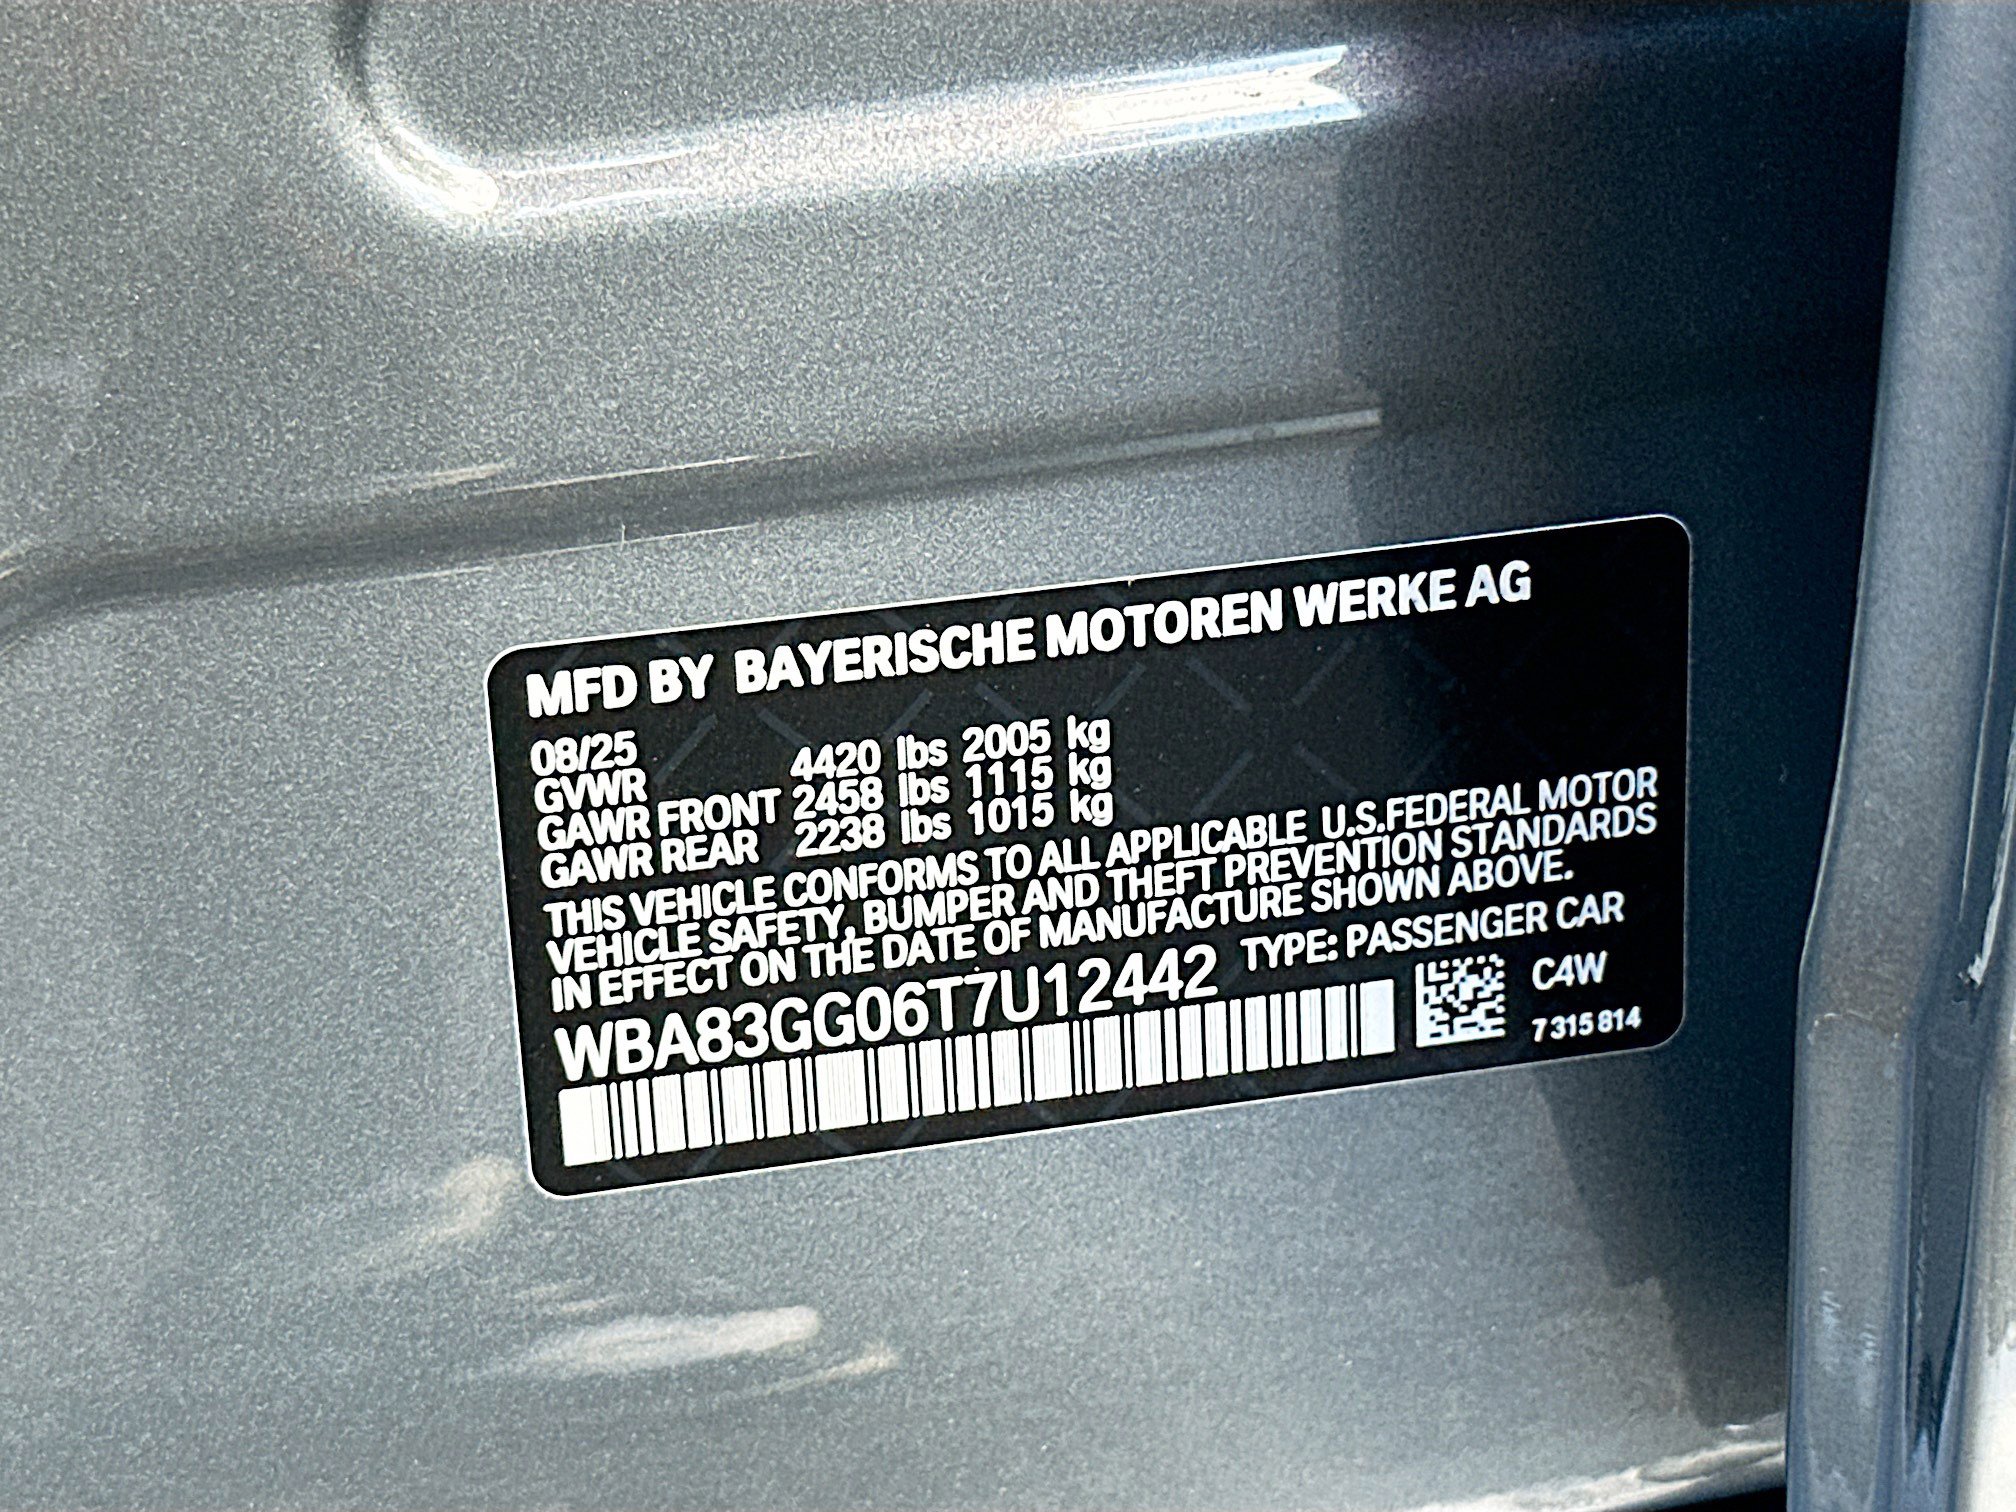 MFD BY BAYERISCHE MOTOREN WERKE AG
08/25
GVWR 4420 lbs 2005 kg
GAWR FRONT 2458 lbs 1115 kg
GAWR REAR 2238 lbs 1015 kg
THIS VEHICLE CONFORMS TO ALL APPLICABLE U.S.FEDERAL MOTOR
VEHICLE SAFETY, BUMPER AND THEFT PREVENTION STANDARDS
IN EFFECT ON THE DATE OF MANUFACTURE SHOWN ABOVE.
WBA83GG06T7U12442 TYPE: PASSENGER CAR
C4W
7 315 814